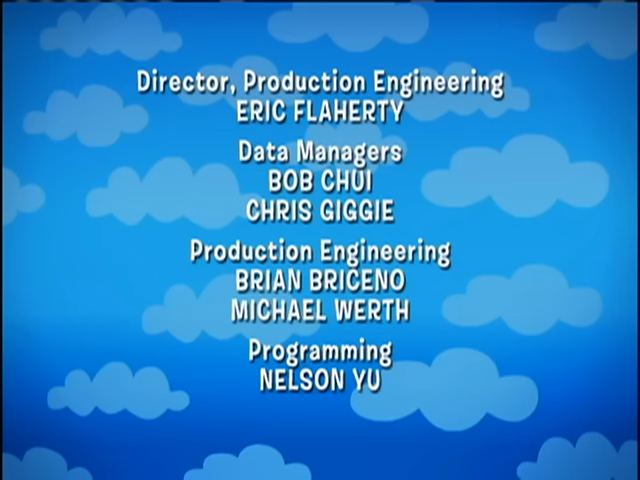 Director, Production Engineering
ERIC FLAHERTY
Data Managers
BOB CHUI
CHRIS GIGGIE
Production Engineering
BRIAN BRICENO
MICHAEL WERTH
Programming
NELSON YU